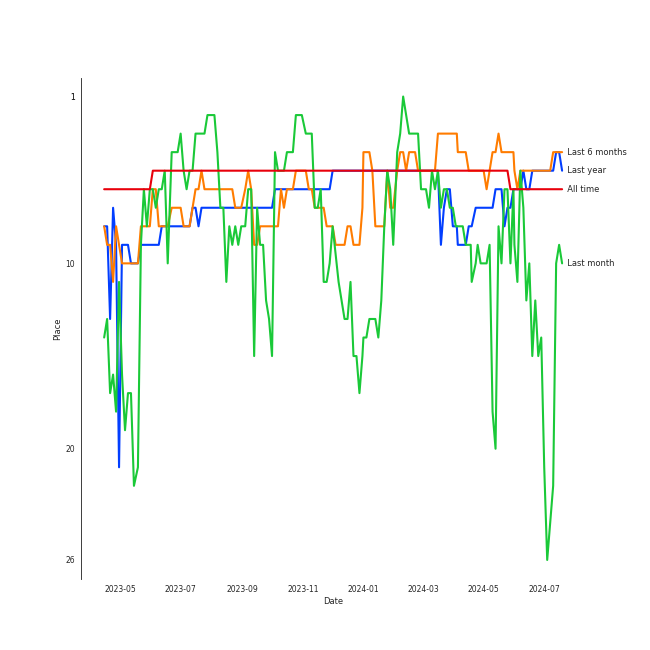 1
Last 6 months
Last year
All time
10
Last month
Place
20
26
2023-05 2023-07 2023-09 2023-11 2024-01 2024-03 2024-05 2024-07
Date